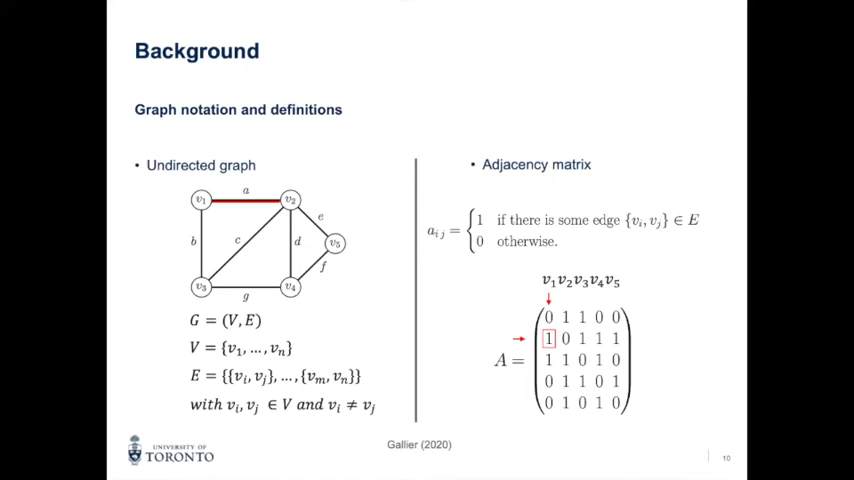 Background
Graph notation and definitions
• Undirected graph
a
v₁
v₂
e
b
c
d
v₅
f
v₃
v₄
g
G = (V, E)
V = {v₁, …, vₙ}
E = {{vᵢ, vⱼ}, …, {vₘ, vₙ}}
with vᵢ, vⱼ ∈ V and vᵢ ≠ vⱼ
• Adjacency matrix
aᵢ ⱼ = { 1 if there is some edge {vᵢ, vⱼ} ∈ E
0 otherwise.
v₁v₂v₃v₄v₅
A =
0 1 1 0 0
1 0 1 1 1
1 1 0 1 0
0 1 1 0 1
0 1 0 1 0
Gallier (2020)
UNIVERSITY OF
TORONTO
10